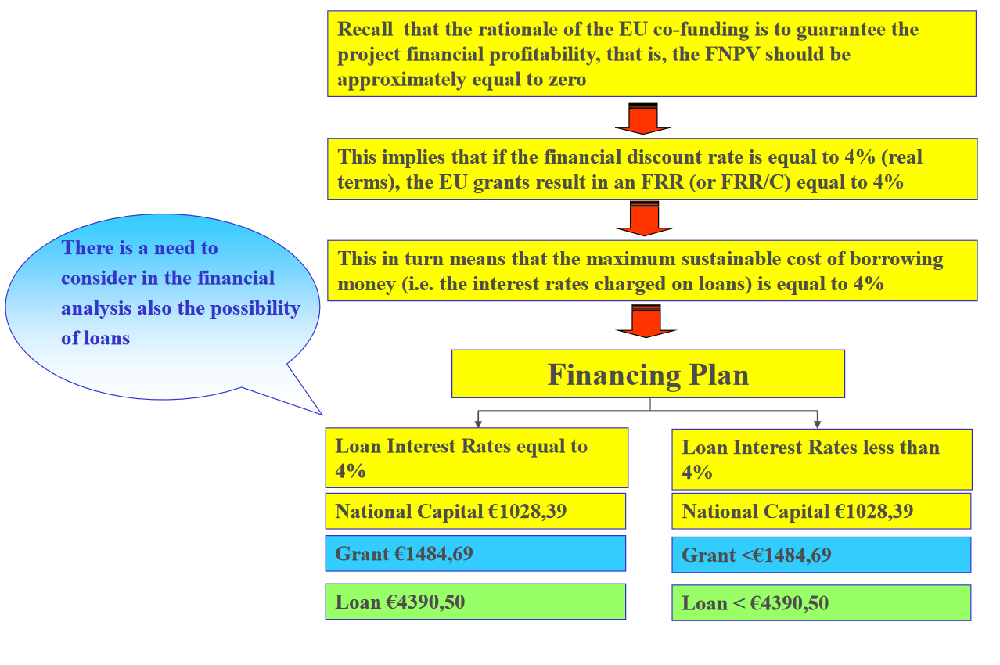 Recall that the rationale of the EU co-funding is to guarantee the
project financial profitability, that is, the FNPV should be
approximately equal to zero
This implies that if the financial discount rate is equal to 4% (real
terms), the EU grants result in an FRR (or FRR/C) equal to 4%
There is a need to
consider in the financial
analysis also the possibility
of loans
This in turn means that the maximum sustainable cost of borrowing
money (i.e. the interest rates charged on loans) is equal to 4%
Financing Plan
Loan Interest Rates equal to
4%
National Capital €1028,39
Grant €1484,69
Loan €4390,50
Loan Interest Rates less than
4%
National Capital €1028,39
Grant <€1484,69
Loan < €4390,50